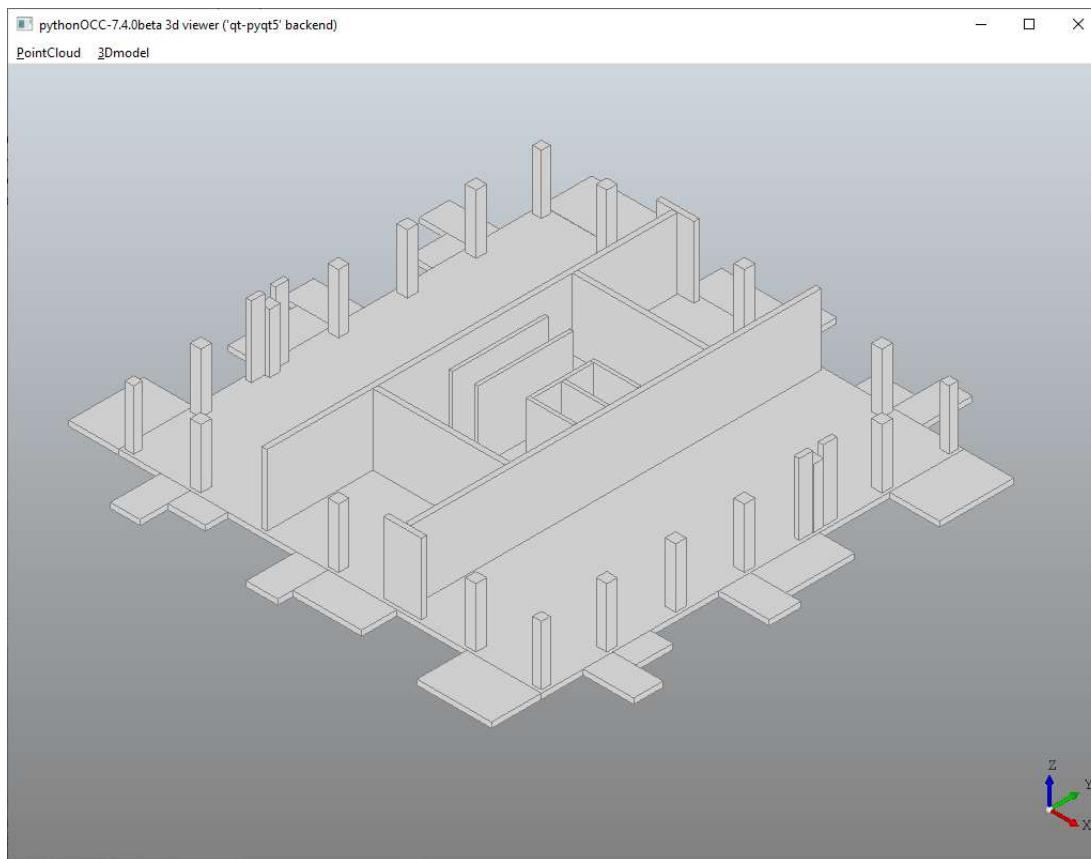 pythonOCC-7.4.0beta 3d viewer ('qt-pyqt5' backend)
PointCloud 3Dmodel
Z
Y
X